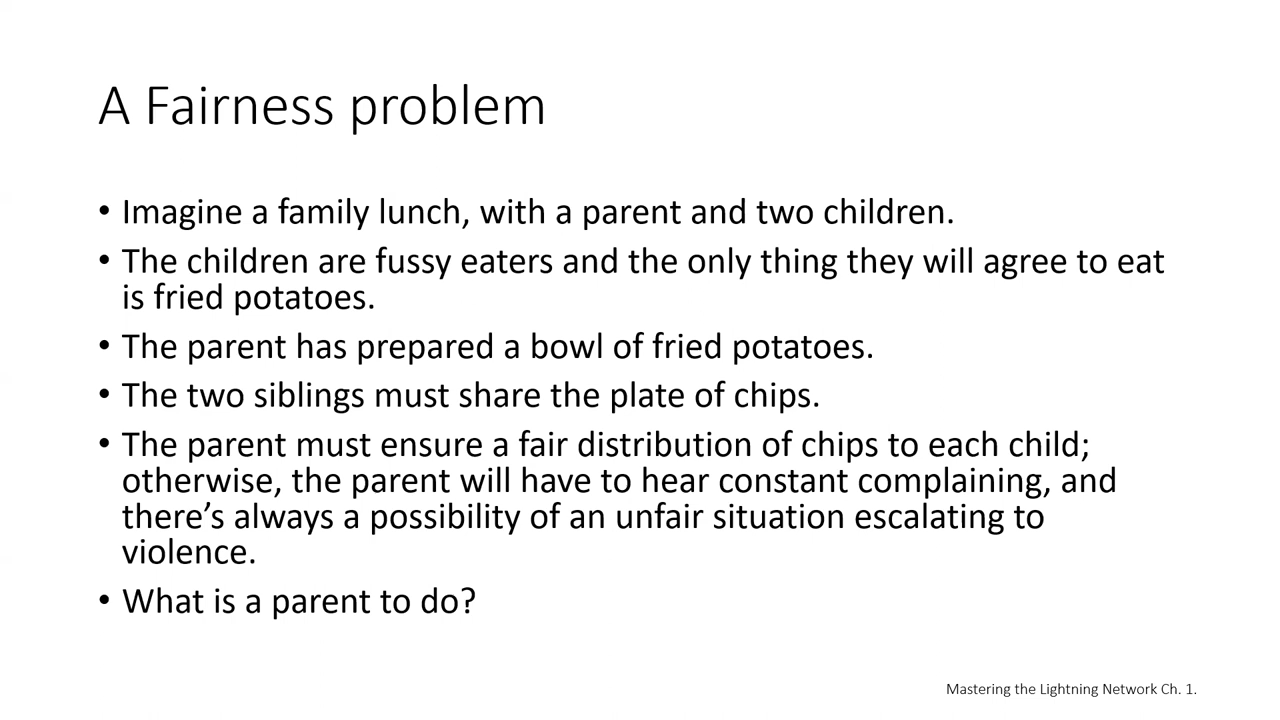 A Fairness problem
• Imagine a family lunch, with a parent and two children.
• The children are fussy eaters and the only thing they will agree to eat
is fried potatoes.
• The parent has prepared a bowl of fried potatoes.
• The two siblings must share the plate of chips.
• The parent must ensure a fair distribution of chips to each child;
otherwise, the parent will have to hear constant complaining, and
there’s always a possibility of an unfair situation escalating to
violence.
• What is a parent to do?
Mastering the Lightning Network Ch. 1.